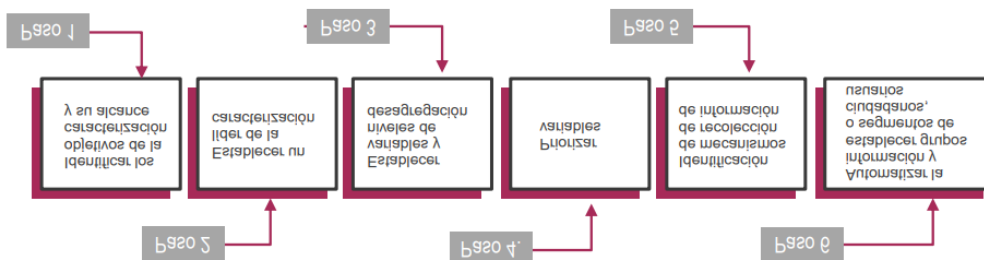 Paso 1
Identificar los
objetivos de la
caracterización
y su alcance
Paso 2
Establecer un
líder de la
caracterización
Paso 3
Establecer
variables y
niveles de
desagregación
Paso 4.
Priorizar
variables
Paso 5
Identificación
de mecanismos
de recolección
de información
Paso 6
Automatizar la
información y
establecer grupos
o segmentos de
ciudadanos,
usuarios